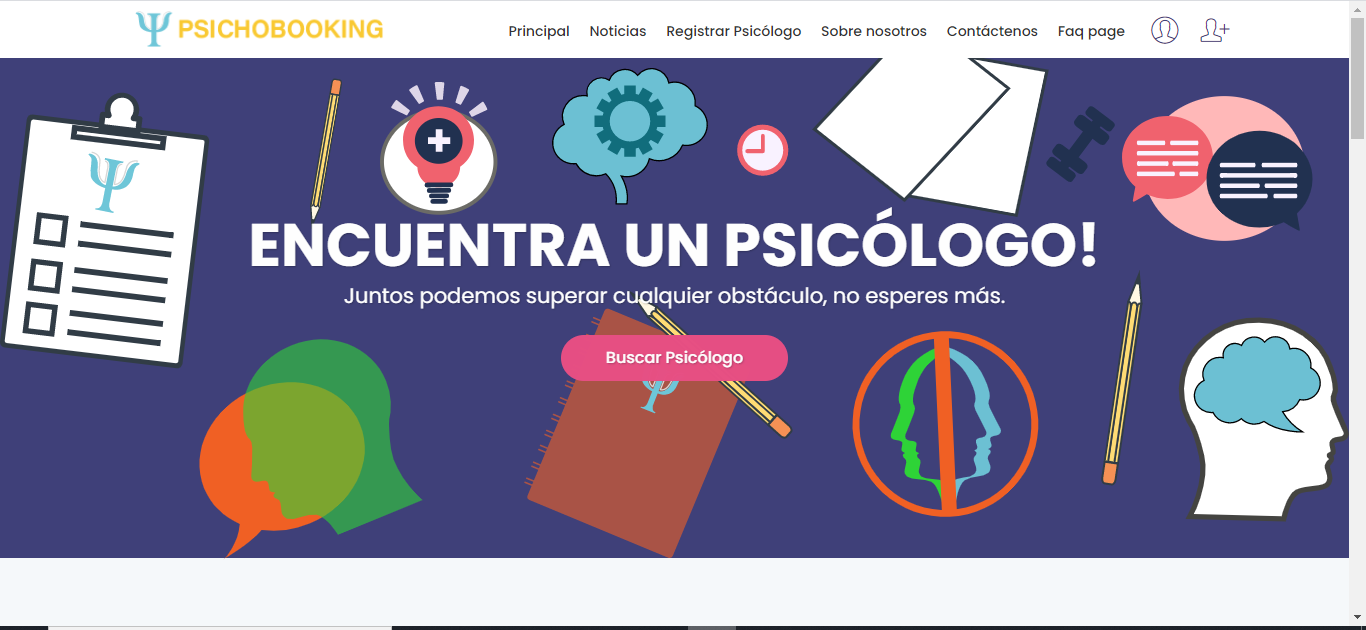 Ψ PSICHOBOOKING
Principal Noticias Registrar Psicólogo Sobre nosotros Contáctenos Faq page
Ψ
ENCUENTRA UN PSICÓLOGO!
Juntos podemos superar cualquier obstáculo, no esperes más.
Buscar Psicólogo
Ψ